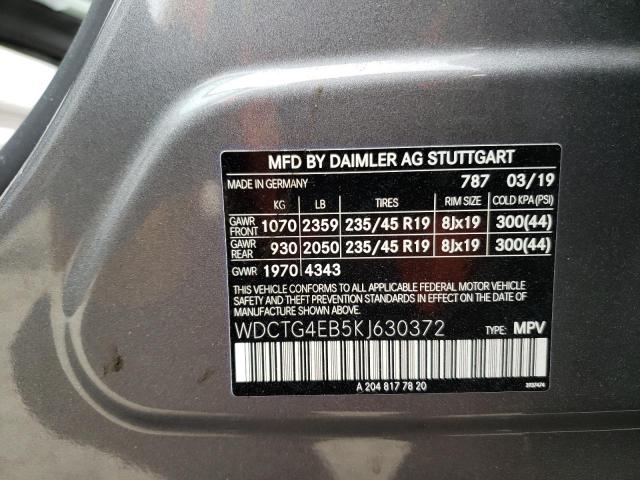 MFD BY DAIMLER AG STUTTGART
MADE IN GERMANY 787 03/19
KG LB TIRES RIM SIZE COLD KPA(PSI)
GAWR FRONT 1070 2359 235/45 R19 8Jx19 300(44)
GAWR REAR 930 2050 235/45 R19 8Jx19 300(44)
GVWR 1970 4343
THIS VEHICLE CONFORMS TO ALL APPLICABLE FEDERAL MOTOR VEHICLE
SAFETY, BUMPER, AND THEFT PREVENTION STANDARDS IN EFFECT
ON THE DATE OF MANUFACTURE SHOWN ABOVE.
WDCTG4EB5KJ630372 TYPE: MPV
A 204 817 78 20